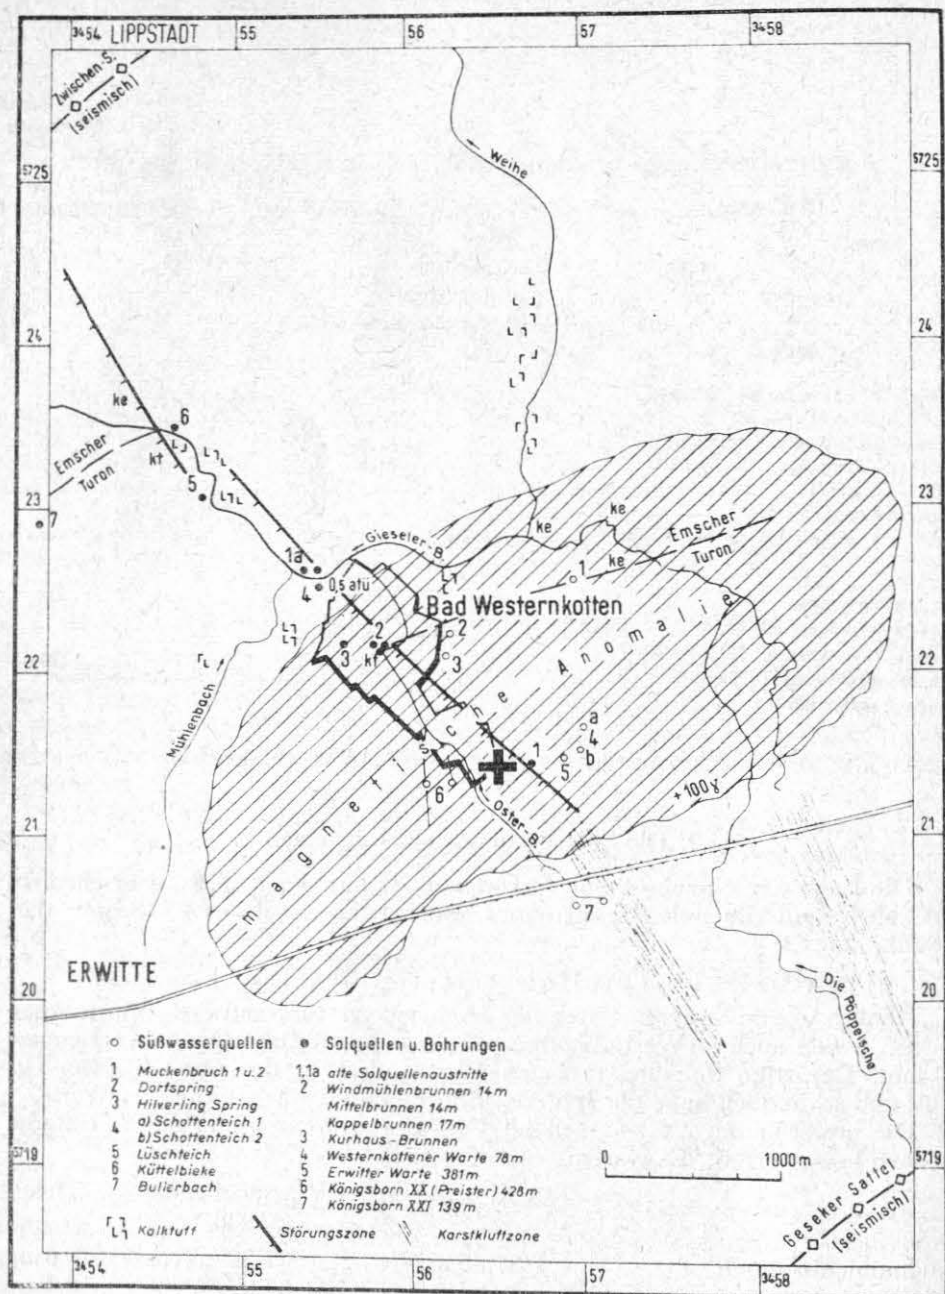 3454 LIPPSTADT 55 56 57 3458
Zwischen-S.
(seismisch)
5725 5725
Weihe
24 24
ke
6
Emscher
Turon
kt
5
23 23
7
1a
4
0,5 atü
Gieseler-B.
ke
ke
Emscher
Turon
ke
1
Bad Westernkotten
2
3
2
kt
3
22 22
Mühlenbach
magnetische Anomalie
a
4
b
5
1
6
+100 γ
Oster-B.
21 21
7
ERWITTE
Die Pöppelsche
20 20
○ Süßwasserquellen
1 Muckenbruch 1 u. 2
2 Dorfspring
3 Hilverling Spring
4 a) Schottenteich 1
b) Schottenteich 2
5 Lüschteich
6 Küttelbieke
7 Bullerbach
● Solquellen u. Bohrungen
1,1a alte Solquellenaustritte
2 Windmühlenbrunnen 14m
Mittelbrunnen 14m
Kappelbrunnen 17m
3 Kurhaus-Brunnen
4 Westernkottener Warte 78m
5 Erwitter Warte 381m
6 Königsborn XX (Preister) 428m
7 Königsborn XXI 139m
Kalktuff Störungszone Karstkluftzone
5719 5719
0 1000 m
Geseker Sattel
(seismisch)
3454 55 56 57 3458